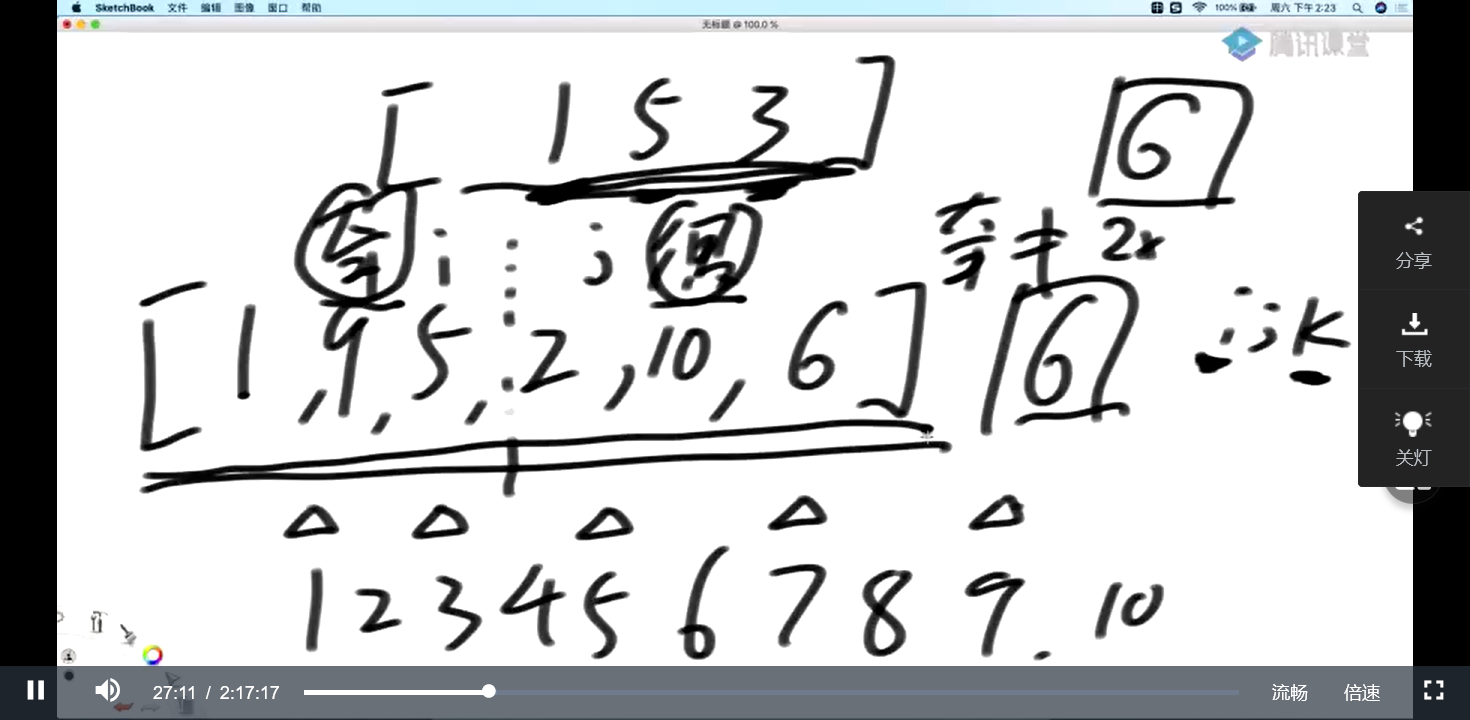 SketchBook 文件 编辑 图像 窗口 帮助 100% 周六 下午 2:23
无标题 @ 100.0 %
腾讯课堂
[ 1 5 3 ] 6
奇 i j 偶 奇 ≠ 2x
[ 1 , 9 , 5 , 2 , 10 , 6 ] 6 i j k
1 2 3 4 5 6 7 8 9 . 10
分享
下载
关灯
27:11 / 2:17:17 流畅 倍速